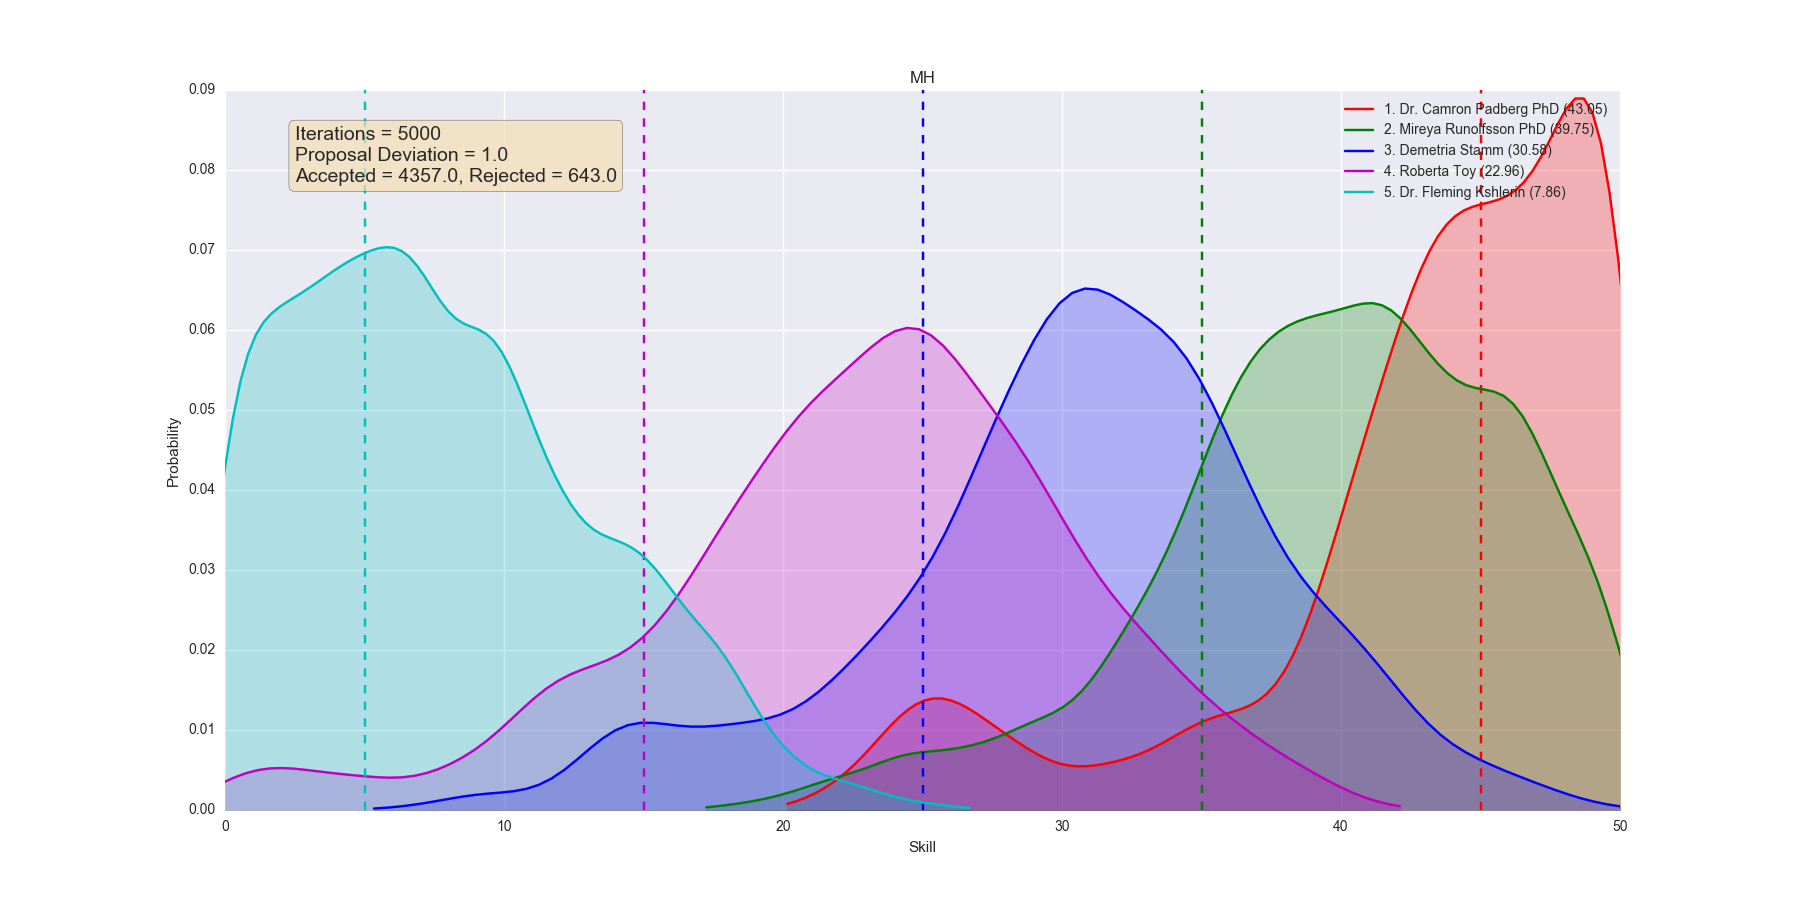 MH
Iterations = 5000
Proposal Deviation = 1.0
Accepted = 4357.0, Rejected = 643.0
1. Dr. Camron Padberg PhD (43.05)
2. Mireya Runolfsson PhD (39.75)
3. Demetria Stamm (30.58)
4. Roberta Toy (22.96)
5. Dr. Fleming Kshlerin (7.86)
Probability
0.09
0.08
0.07
0.06
0.05
0.04
0.03
0.02
0.01
0.00
0 10 20 30 40 50
Skill